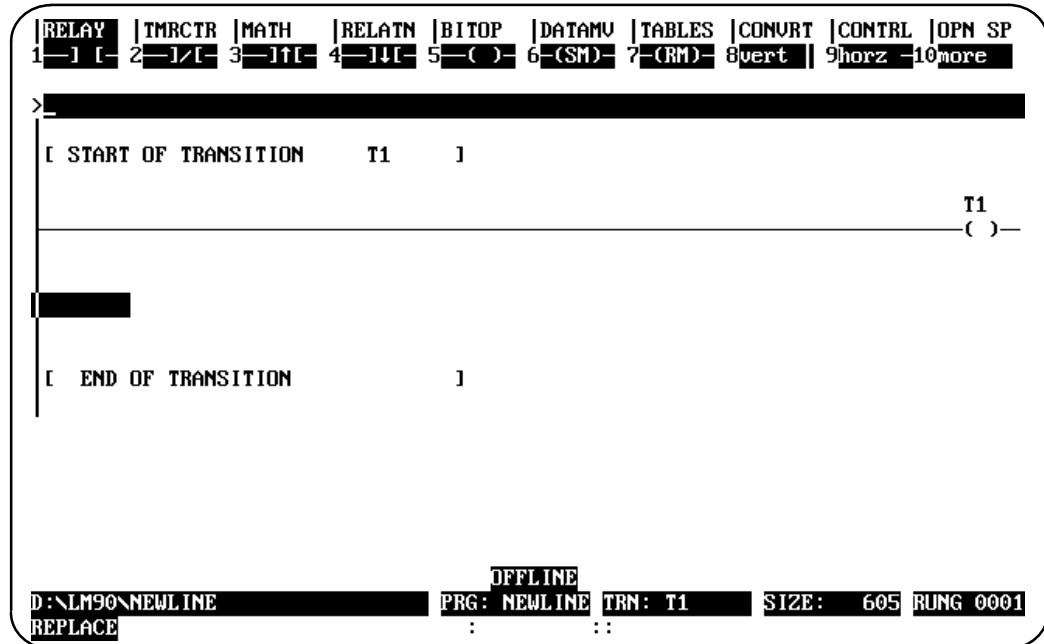 |RELAY |TMRCTR |MATH |RELATN |BITOP |DATAMV |TABLES |CONVRT |CONTRL |OPN SP
1—] [— 2—]/[— 3—]↑[— 4—]↓[— 5—( )— 6—(SM)— 7—(RM)— 8vert | 9horz —10more
>_
[ START OF TRANSITION T1 ]
T1
—( )—
[ END OF TRANSITION ]
OFFLINE
D:\LM90\NEWLINE PRG: NEWLINE TRN: T1 SIZE: 605 RUNG 0001
REPLACE : ::